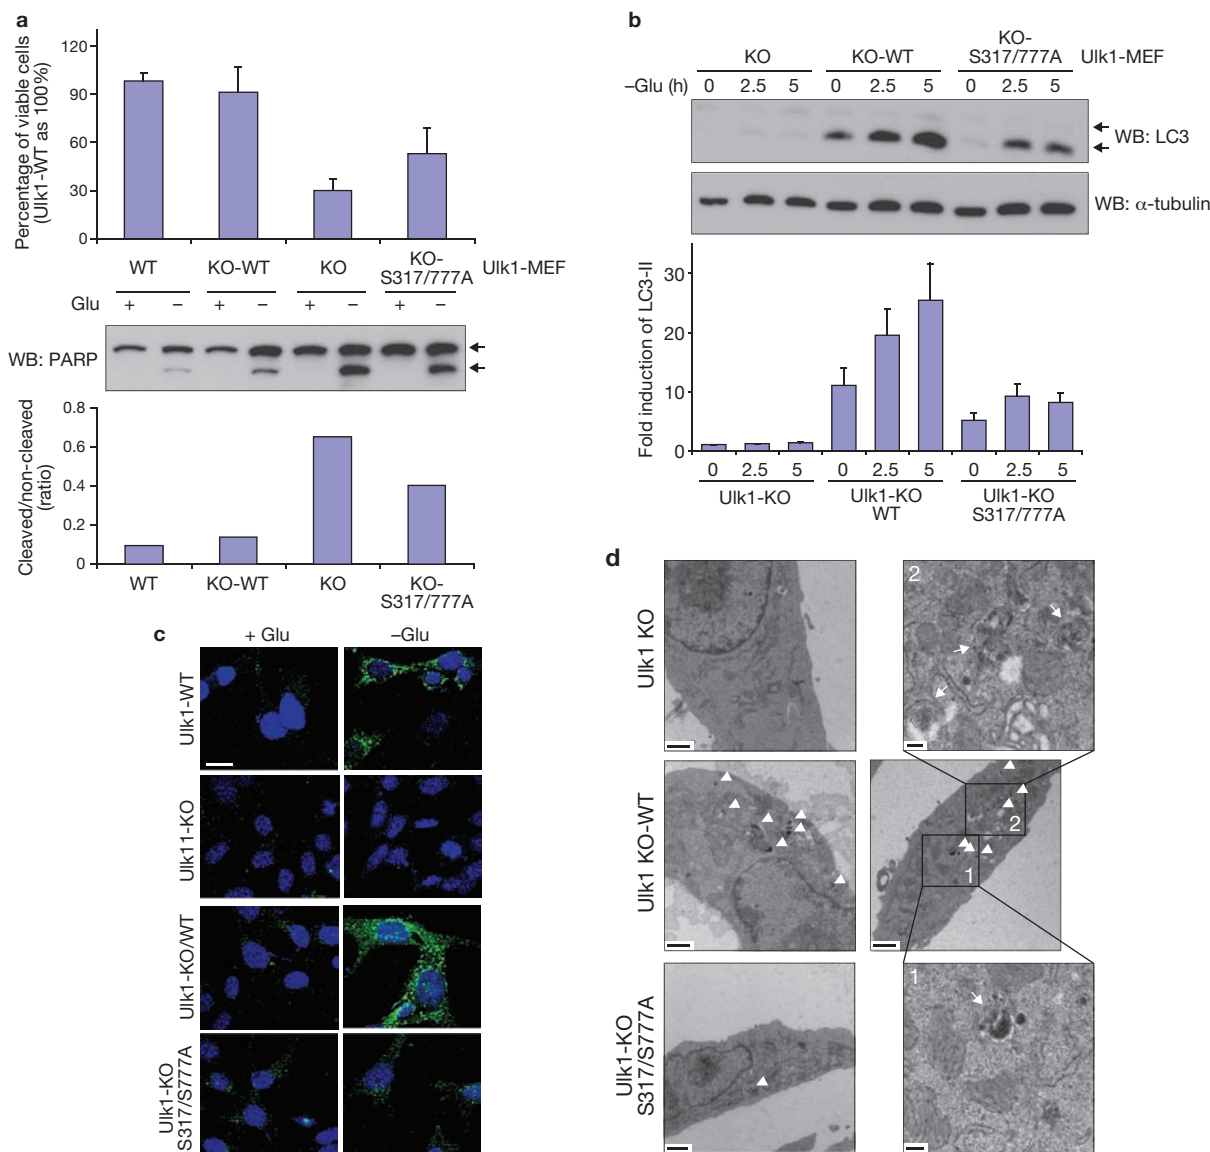 a
Percentage of viable cells
(Ulk1-WT as 100%)
120
90
60
30
0
WT
KO-WT
KO
KO-
S317/777A
Ulk1-MEF
Glu
+ – + – + – + –
WB: PARP
Cleaved/non-cleaved
(ratio)
0.8
0.6
0.4
0.2
0
WT
KO-WT
KO
KO-
S317/777A
b
KO
KO-WT
KO-
S317/777A
Ulk1-MEF
–Glu (h)
0 2.5 5 0 2.5 5 0 2.5 5
WB: LC3
WB: α-tubulin
Fold induction of LC3-II
30
20
10
0
0 2.5 5 0 2.5 5 0 2.5 5
Ulk1-KO
Ulk1-KO
WT
Ulk1-KO
S317/777A
c
+ Glu
–Glu
Ulk1-WT
Ulk11-KO
Ulk1-KO/WT
Ulk1-KO
S317/S777A
d
Ulk1 KO
2
Ulk1 KO-WT
2
1
Ulk1-KO
S317/S777A
1